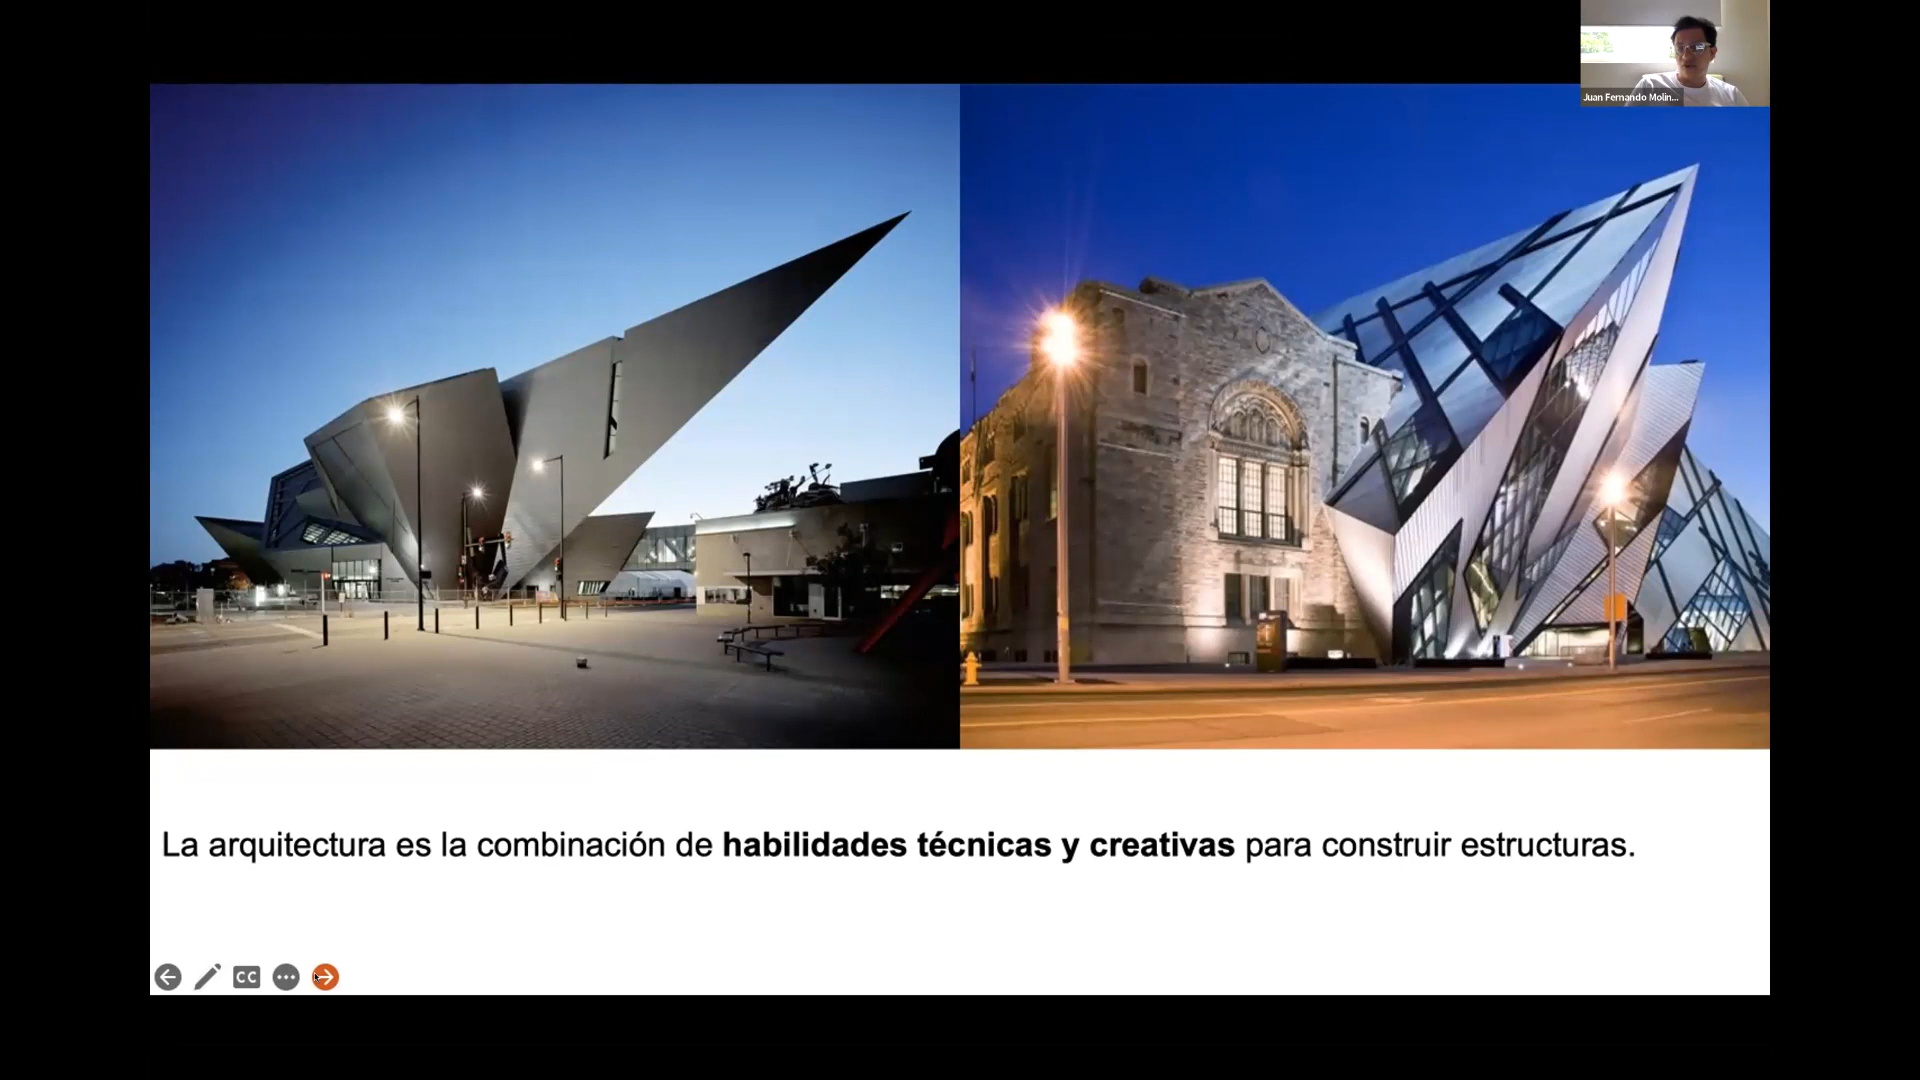 Juan Fernando Molin...
La arquitectura es la combinación de habilidades técnicas y creativas para construir estructuras.
CC